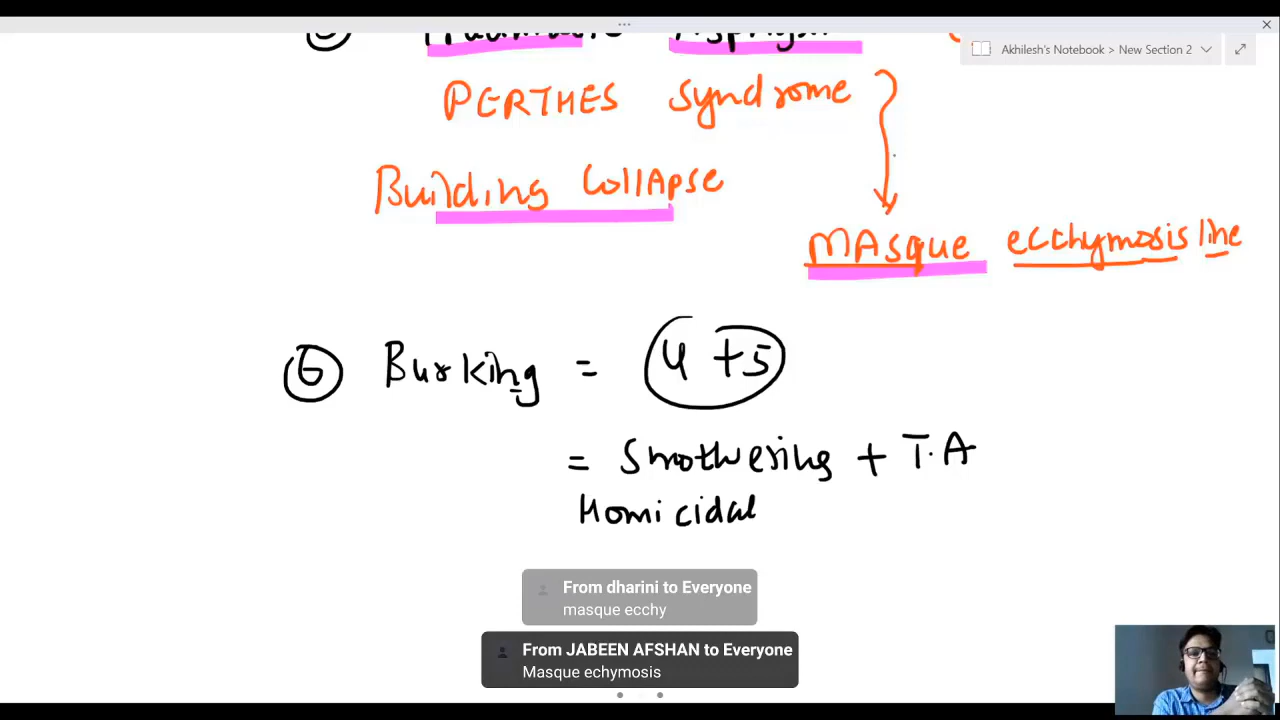 Akhilesh's Notebook > New Section 2
PERTHES Syndrome
Building CollApse
MAsque ecchymosis line
6 Burking = 4 + 5
= Smothering + T.A
Homicidal
From dharini to Everyone
masque ecchy
From JABEEN AFSHAN to Everyone
Masque echymosis